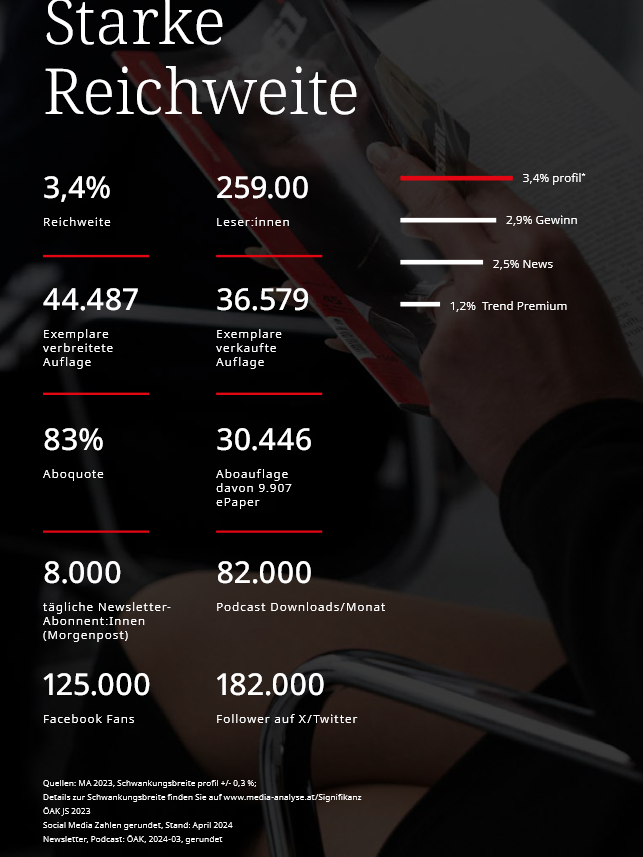 Starke
Reichweite
3,4%
Reichweite
259.00
Leser:innen
44.487
Exemplare
verbreitete
Auflage
36.579
Exemplare
verkaufte
Auflage
83%
Aboquote
30.446
Aboauflage
davon 9.907
ePaper
8.000
tägliche Newsletter-
Abonnent:Innen
(Morgenpost)
82.000
Podcast Downloads/Monat
125.000
Facebook Fans
182.000
Follower auf X/Twitter
3,4% profil*
2,9% Gewinn
2,5% News
1,2% Trend Premium
Quellen: MA 2023, Schwankungsbreite profil +/- 0,3 %;
Details zur Schwankungsbreite finden Sie auf www.media-analyse.at/Signifikanz
ÖAK JS 2023
Social Media Zahlen gerundet, Stand: April 2024
Newsletter, Podcast: ÖAK, 2024-03, gerundet